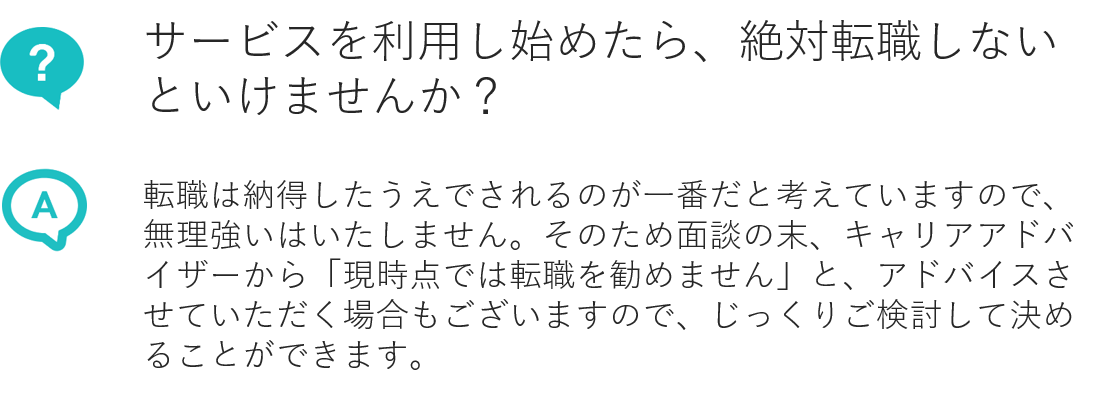 ?
サービスを利用し始めたら、絶対転職しない
といけませんか？
A
転職は納得したうえでされるのが一番だと考えていますので、
無理強いはいたしません。そのため面談の末、キャリアアドバ
イザーから「現時点では転職を勧めません」と、アドバイスさ
せていただく場合もございますので、じっくりご検討して決め
ることができます。